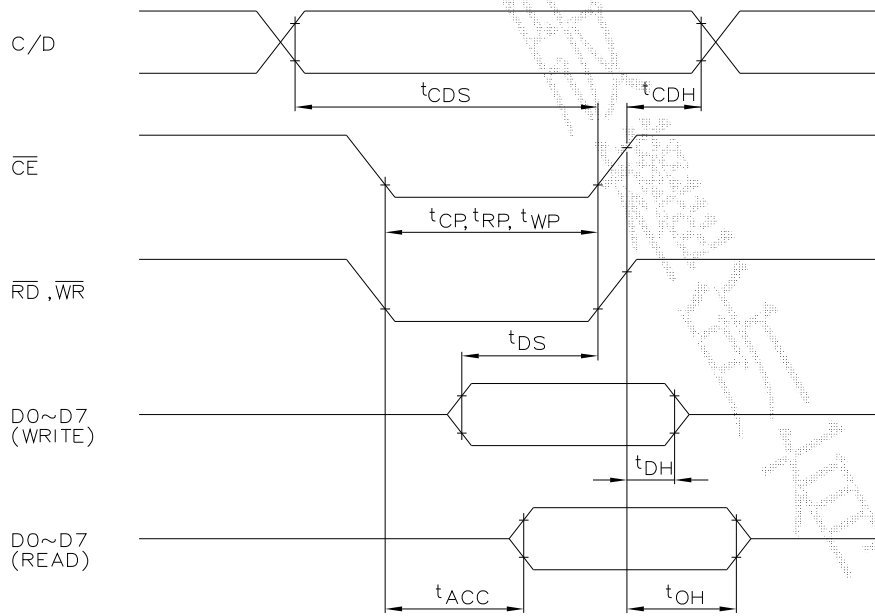 C/D
tCDS
tCDH
CE
tCP, tRP, tWP
RD ,WR
tDS
D0~D7
(WRITE)
tDH
D0~D7
(READ)
tACC
tOH